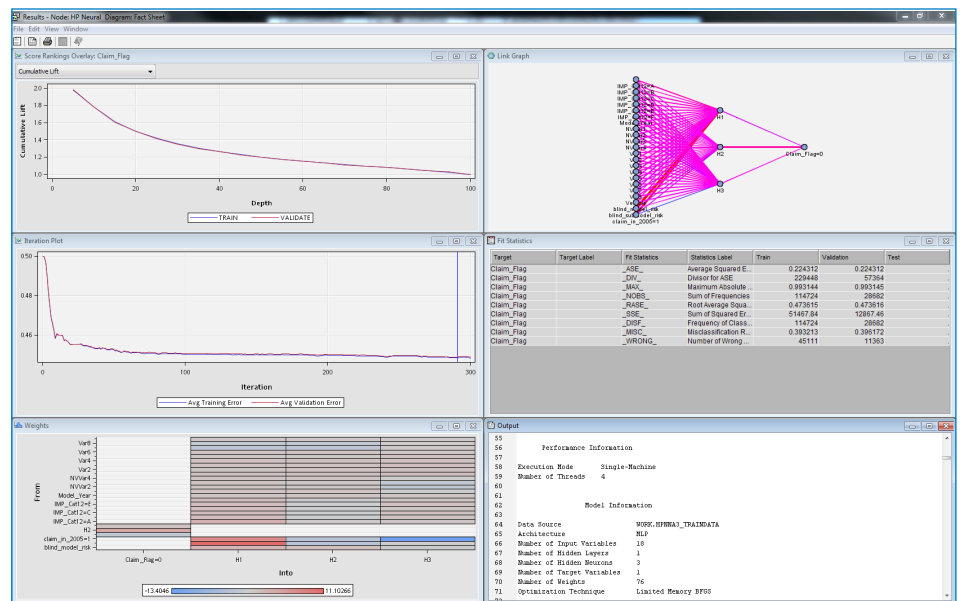 Results - Node: HP Neural Diagram: Fact Sheet
File Edit View Window
Score Rankings Overlay: Claim_Flag
Cumulative Lift
Cumulative Lift
2.0
1.8
1.6
1.4
1.2
1.0
0 20 40 60 80 100
Depth
TRAIN VALIDATE
Link Graph
H1
H2
H3
Claim_Flag=0
blind_model_risk
claim_in_2005=1
Iteration Plot
0.50
0.48
0.46
0 100 200 300
Iteration
Avg Training Error Avg Validation Error
Fit Statistics
Target Target Label Fit Statistics Statistics Label Train Validation Test
Claim_Flag _ASE_ Average Squared E... 0.224312 0.224312 .
Claim_Flag _DIV_ Divisor for ASE 229448 57364 .
Claim_Flag _MAX_ Maximum Absolute ... 0.993144 0.993145 .
Claim_Flag _NOBS_ Sum of Frequencies 114724 28682 .
Claim_Flag _RASE_ Root Average Squa... 0.473615 0.473616 .
Claim_Flag _SSE_ Sum of Squared Er... 51467.84 12867.46 .
Claim_Flag _DISF_ Frequency of Class... 114724 28682 .
Claim_Flag _MISC_ Misclassification R... 0.393213 0.396172 .
Claim_Flag _WRONG_ Number of Wrong ... 45111 11363 .
Weights
From
Var8
Var6
Var4
Var2
NVVar4
NVVar2
Model_Year
IMP_Cat12=E
IMP_Cat12=C
IMP_Cat12=A
H2
claim_in_2005=1
blind_model_risk
Claim_Flag=0 H1 H2 H3
Into
-13.4046 11.10266
Output
55
56 Performance Information
57
58 Execution Mode Single-Machine
59 Number of Threads 4
60
61
62 Model Information
63
64 Data Source WORK.HPNNA3_TRAINDATA
65 Architecture MLP
66 Number of Input Variables 18
67 Number of Hidden Layers 1
68 Number of Hidden Neurons 3
69 Number of Target Variables 1
70 Number of Weights 76
71 Optimization Technique Limited Memory BFGS